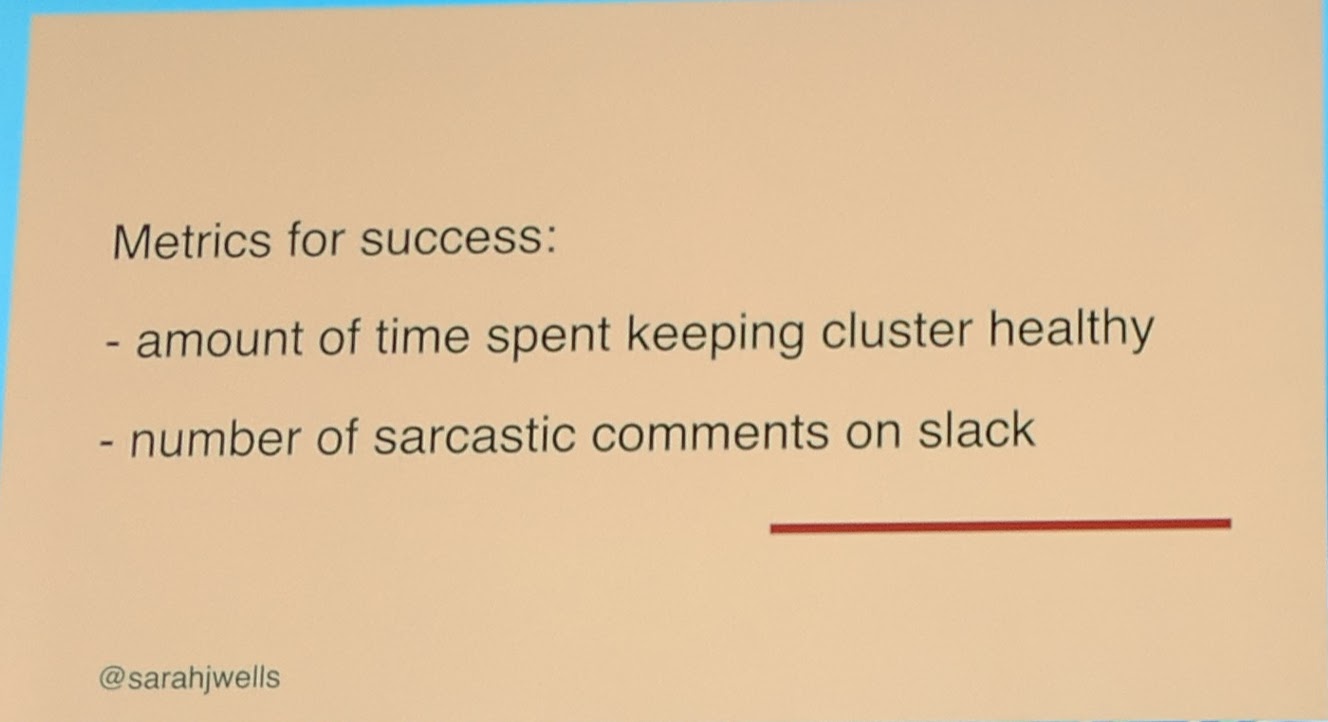 Metrics for success:
- amount of time spent keeping cluster healthy
- number of sarcastic comments on slack
@sarahjwells